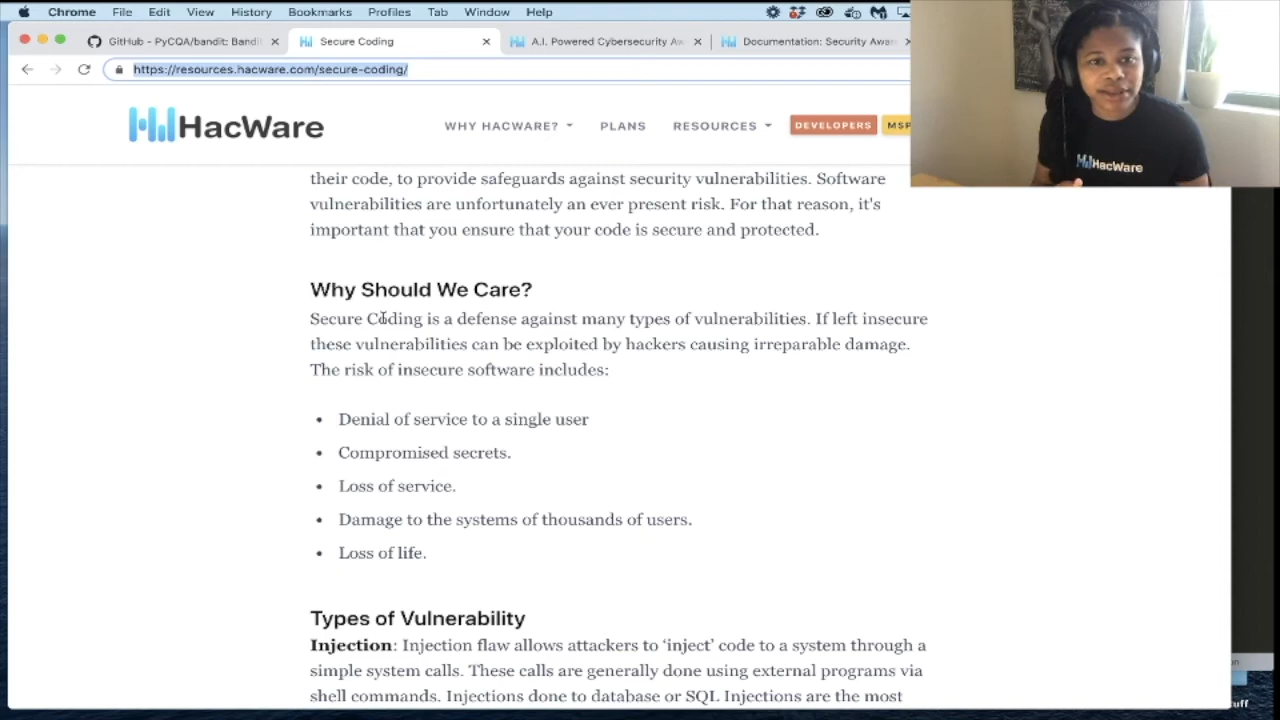 Chrome File Edit View History Bookmarks Profiles Tab Window Help
GitHub - PyCQA/bandit: Bandit
Secure Coding
A.I. Powered Cybersecurity Aw
Documentation: Security Awar
https://resources.hacware.com/secure-coding/
HacWare
WHY HACWARE? PLANS RESOURCES DEVELOPERS MSP
HacWare
their code, to provide safeguards against security vulnerabilities. Software
vulnerabilities are unfortunately an ever present risk. For that reason, it's
important that you ensure that your code is secure and protected.
Why Should We Care?
Secure Coding is a defense against many types of vulnerabilities. If left insecure
these vulnerabilities can be exploited by hackers causing irreparable damage.
The risk of insecure software includes:
• Denial of service to a single user
• Compromised secrets.
• Loss of service.
• Damage to the systems of thousands of users.
• Loss of life.
Types of Vulnerability
Injection: Injection flaw allows attackers to ‘inject’ code to a system through a
simple system calls. These calls are generally done using external programs via
shell commands. Injections done to database or SQL Injections are the most